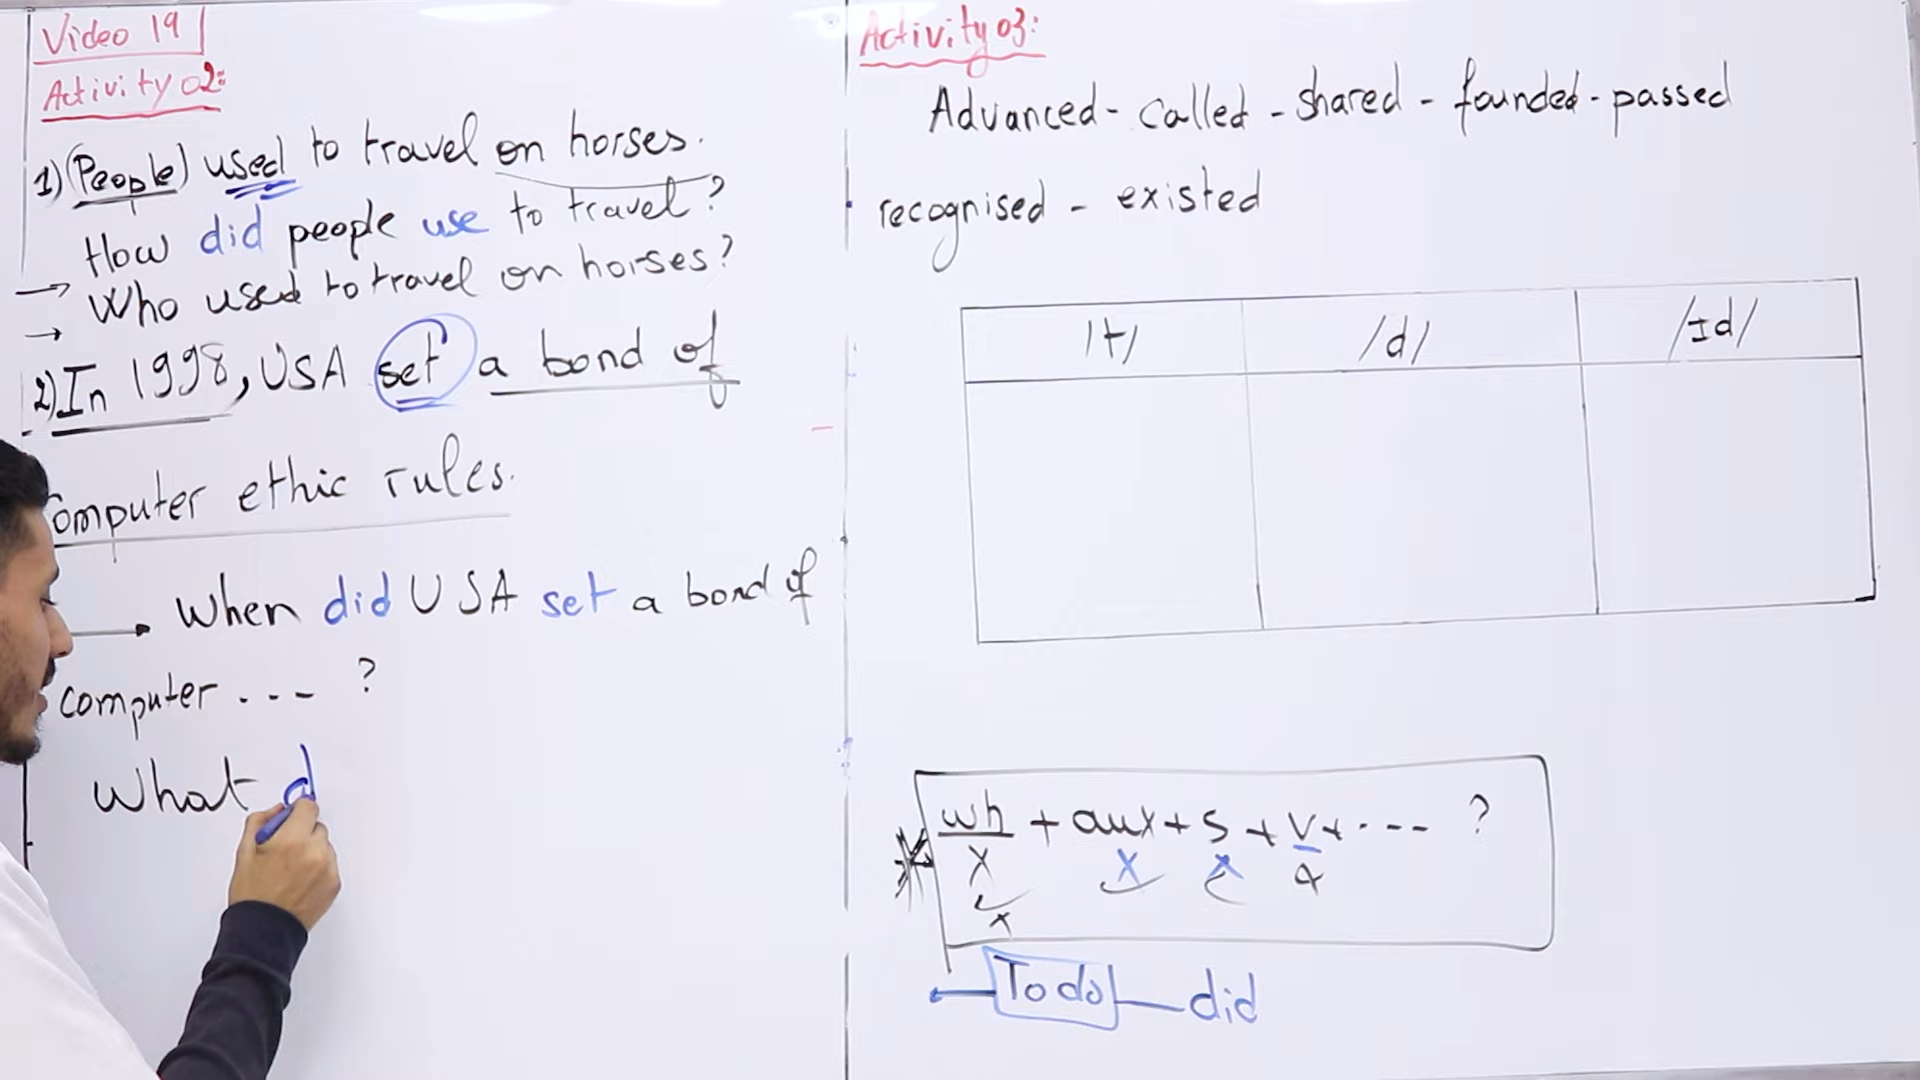 Video 19
Activity 02:
1) (People) used to travel on horses.
How did people use to travel?
→ Who used to travel on horses?
→
2) In 1998, USA set a bond of
omputer ethic rules.
→ When did USA set a bond of
computer --- ?
What d
Activity 03:
Advanced - called - shared - founded - passed
recognised - existed
/t/ /d/ /ɪd/
wh + aux + S + V + --- ?
x x x
x
To do did